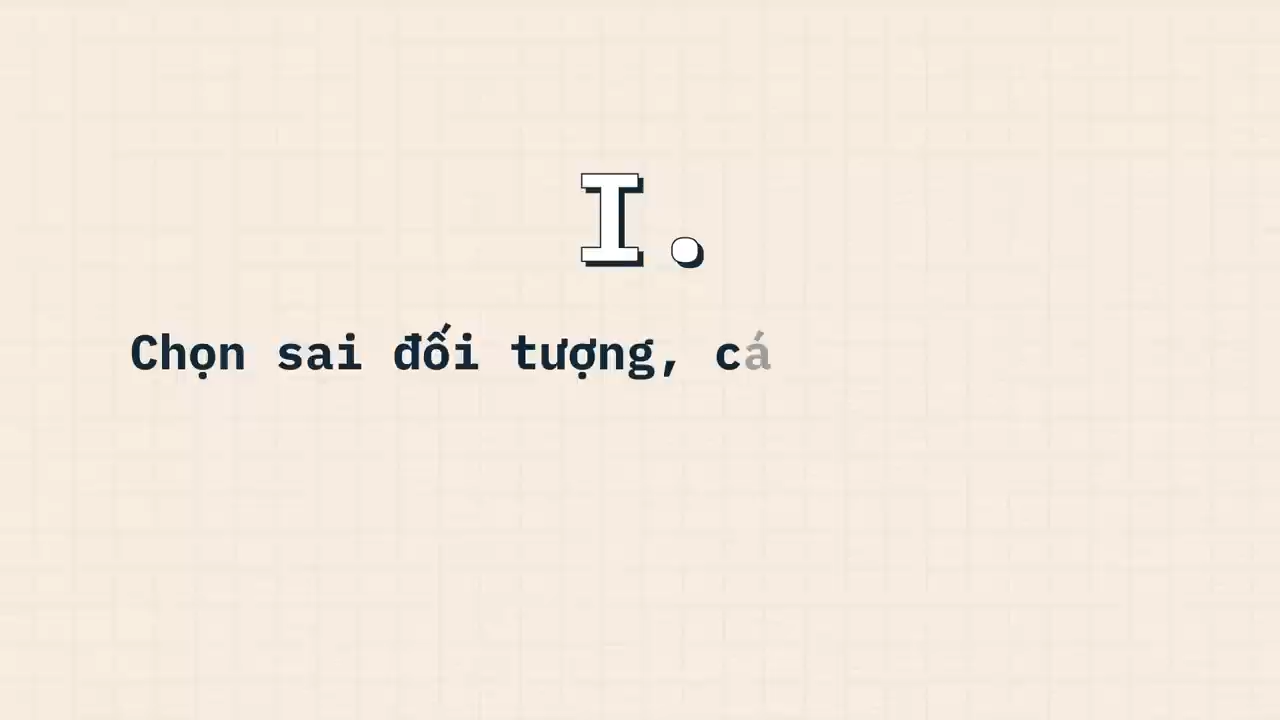 I.
Chọn sai đối tượng, cá